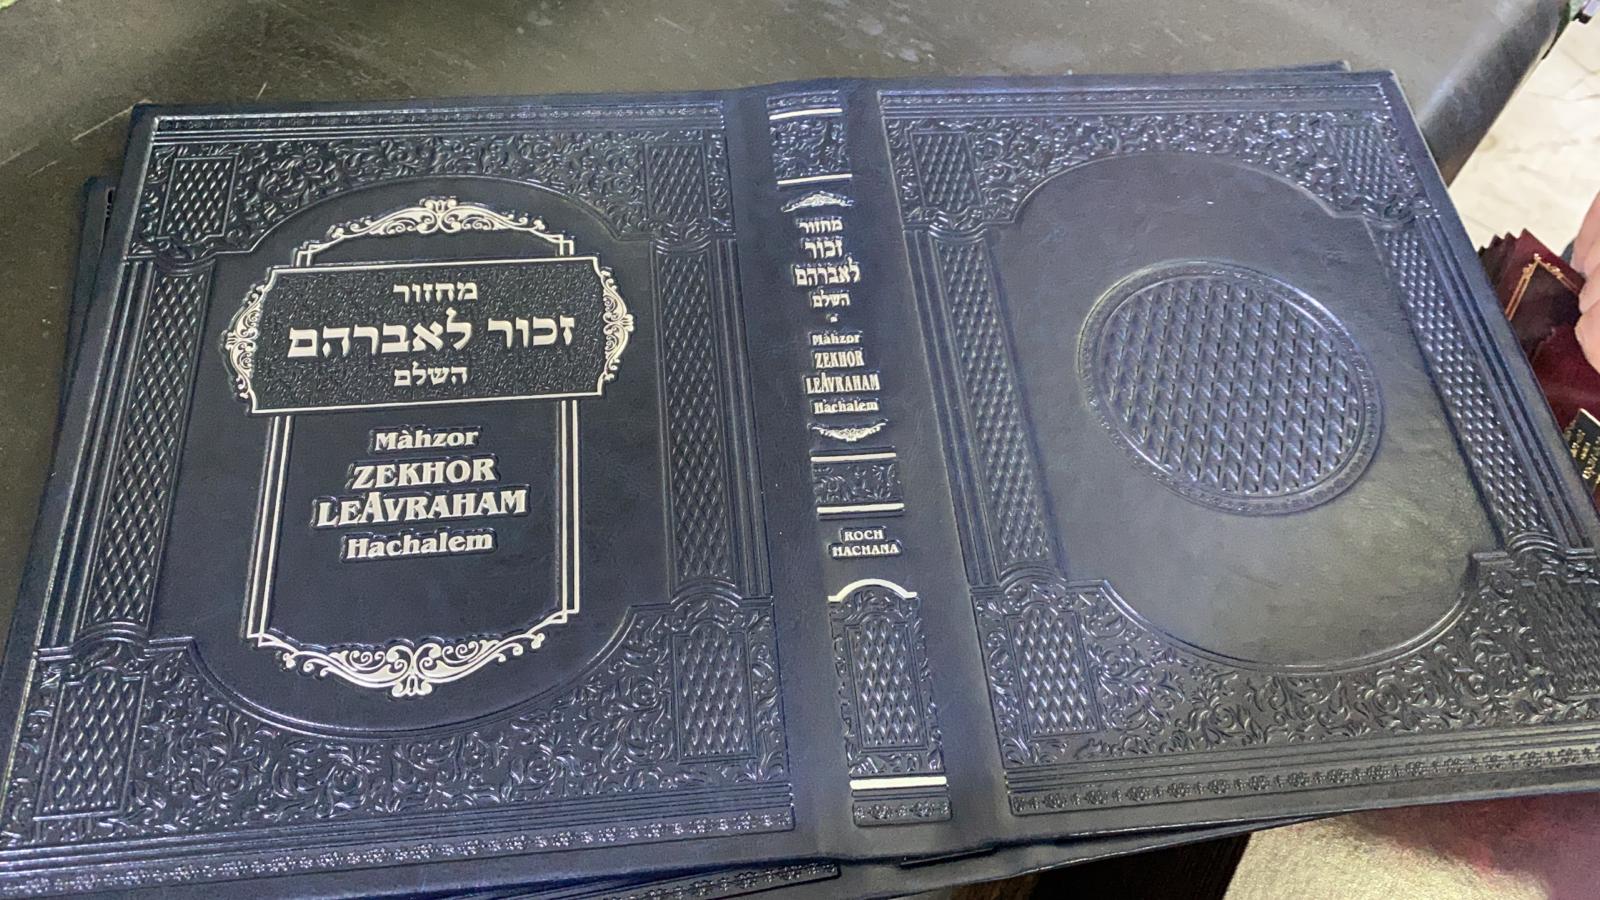 מחזור
זכור לאברהם
השלם
Màhzor
ZEKHOR
LEAVRAHAM
Hachalem
מחזור
זכור
לאברהם
השלם
Màhzor
ZEKHOR
LEAVRAHAM
Hachalem
ROCH
HACHANA